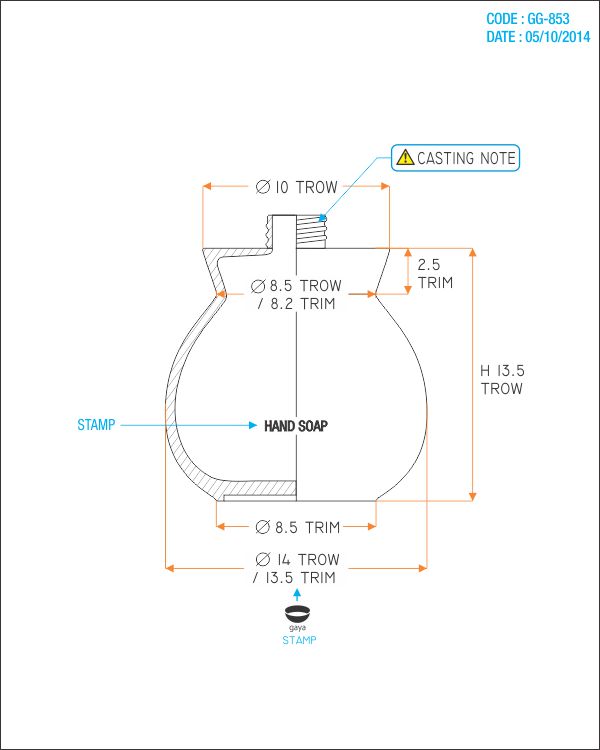 CODE : GG-853
DATE : 05/10/2014
CASTING NOTE
Ø 10 TROW
2.5
TRIM
Ø 8.5 TROW
/ 8.2 TRIM
H 13.5
TROW
STAMP
HAND SOAP
Ø 8.5 TRIM
Ø 14 TROW
/ 13.5 TRIM
gaya
STAMP